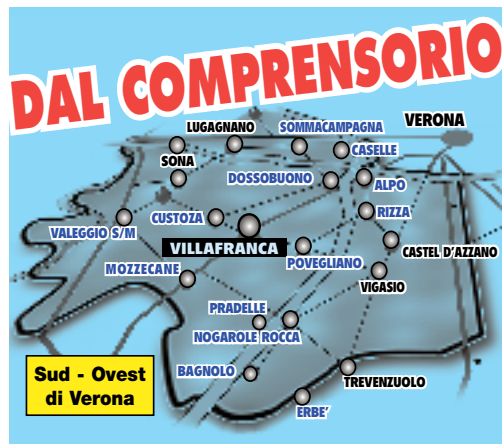 DAL COMPRENSORIO
LUGAGNANO
SOMMACAMPAGNA
VERONA
SONA
CASELLE
DOSSOBUONO
ALPO
VALEGGIO S/M
CUSTOZA
RIZZA
VILLAFRANCA
POVEGLIANO
CASTEL D'AZZANO
MOZZECANE
VIGASIO
PRADELLE
NOGAROLE ROCCA
BAGNOLO
TREVENZUOLO
ERBE'
Sud - Ovest
di Verona